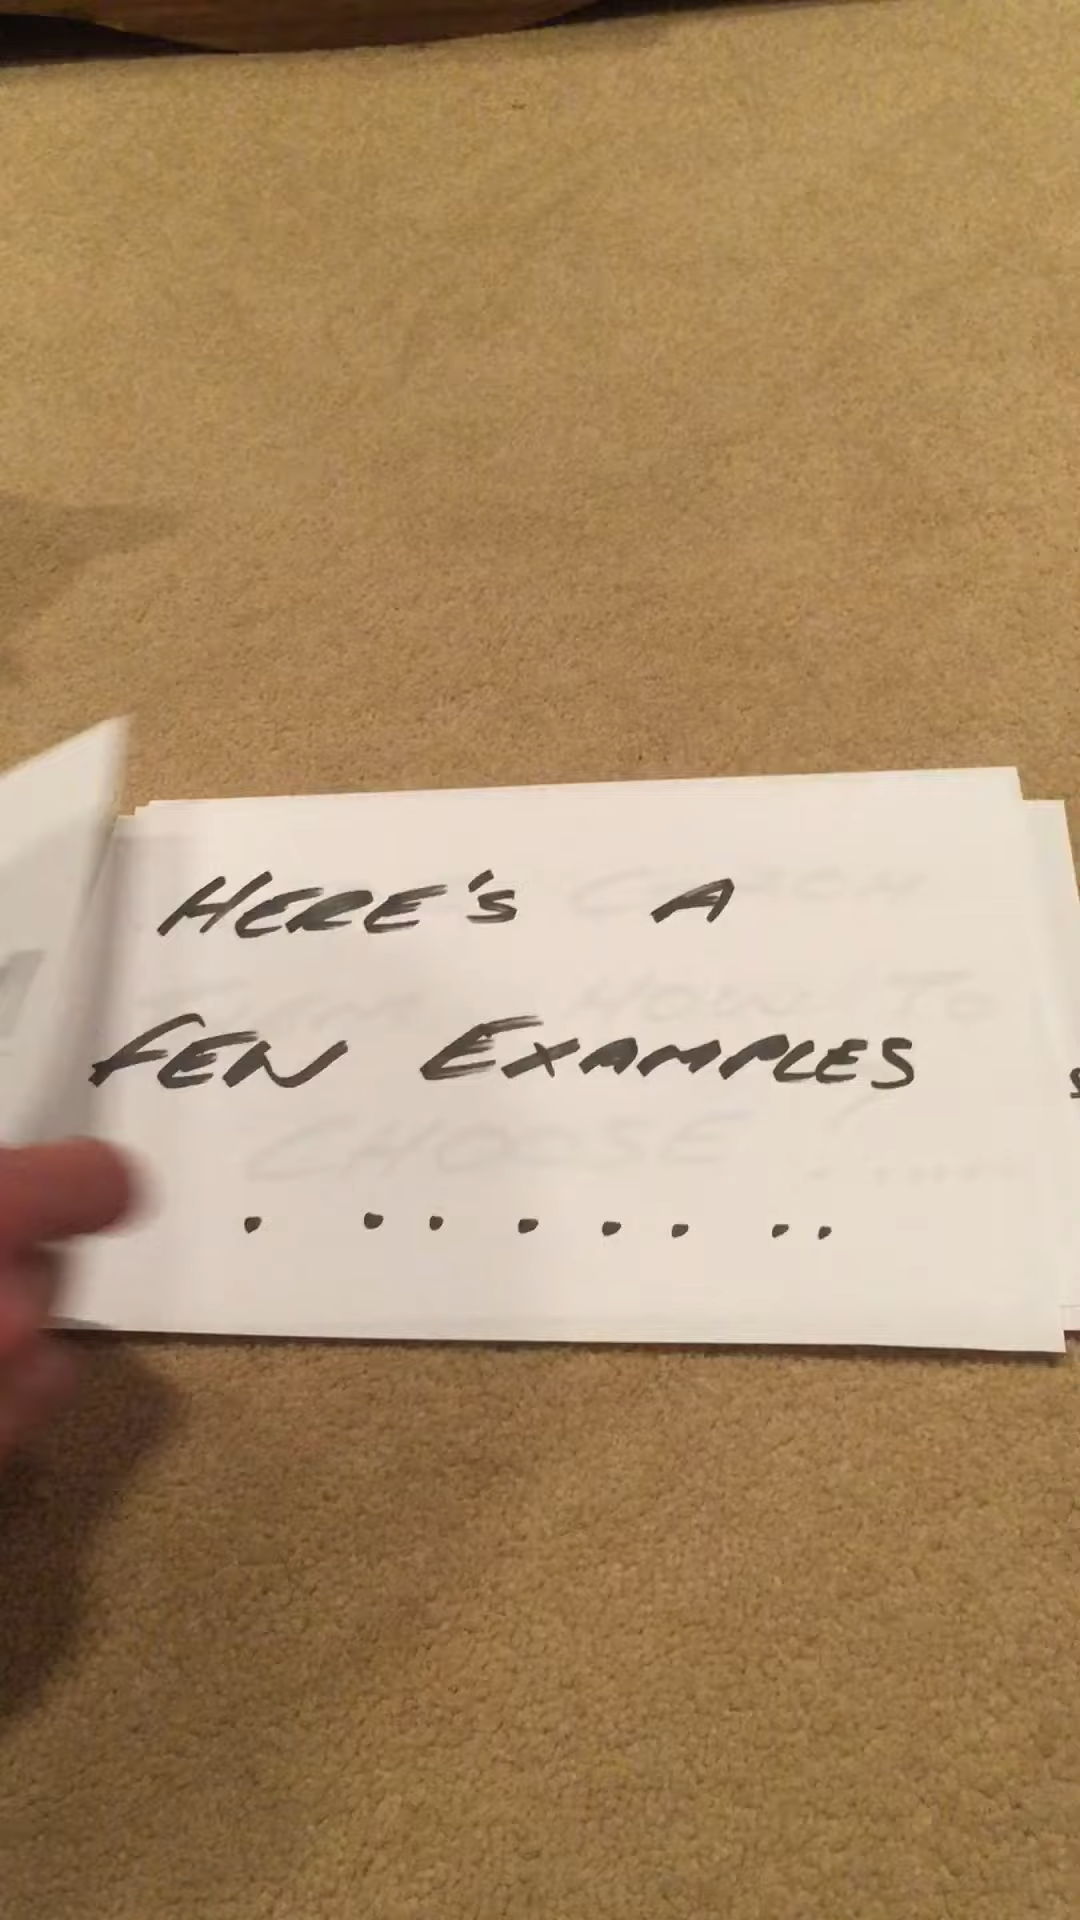 HERE'S A
FEW EXAMPLES
. . . . . . . .